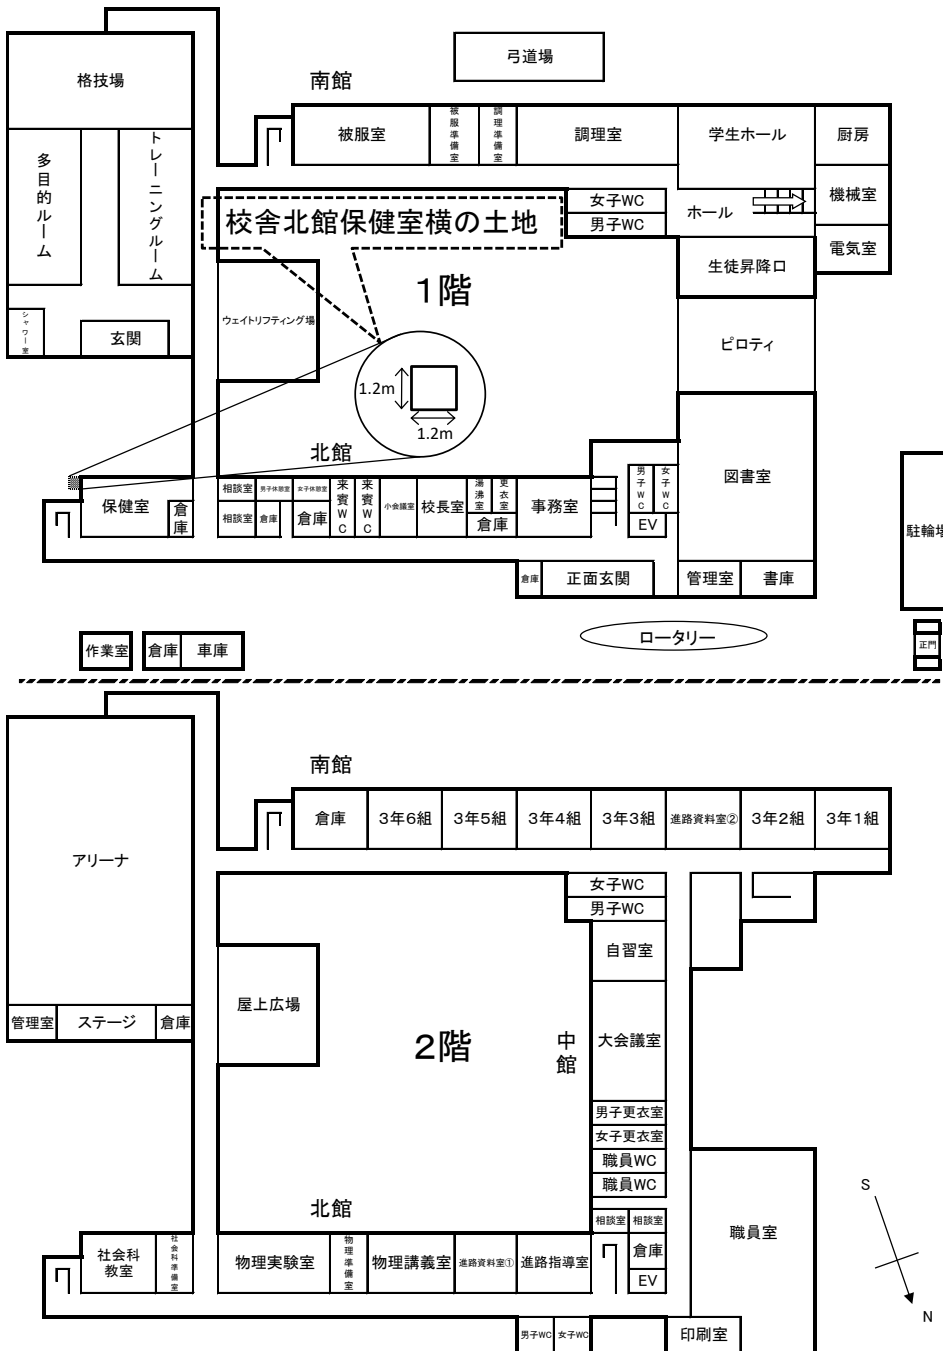 格技場
弓道場
南館
被服室
被服準備室
調理準備室
調理室
学生ホール
厨房
多目的ルーム
トレーニングルーム
機械室
女子WC
男子WC
ホール
校舎北館保健室横の土地
電気室
生徒昇降口
1階
シャワー室
玄関
ウェイトリフティング場
ピロティ
1.2m
1.2m
北館
保健室
倉庫
相談室
相談室
男子休憩室
倉庫
女子休憩室
倉庫
来賓WC
来賓WC
小会議室
校長室
湯沸室
更衣室
倉庫
事務室
男子WC
女子WC
EV
図書室
駐輪場
倉庫
正面玄関
管理室
書庫
作業室
倉庫
車庫
ロータリー
正門
南館
倉庫
3年6組
3年5組
3年4組
3年3組
進路資料室②
3年2組
3年1組
アリーナ
女子WC
男子WC
自習室
屋上広場
管理室
ステージ
倉庫
2階
中館
大会議室
男子更衣室
女子更衣室
職員WC
職員WC
北館
相談室
相談室
倉庫
EV
職員室
社会科
教室
社会科準備室
物理実験室
物理準備室
物理講義室
進路資料室①
進路指導室
男子WC
女子WC
印刷室
S
N